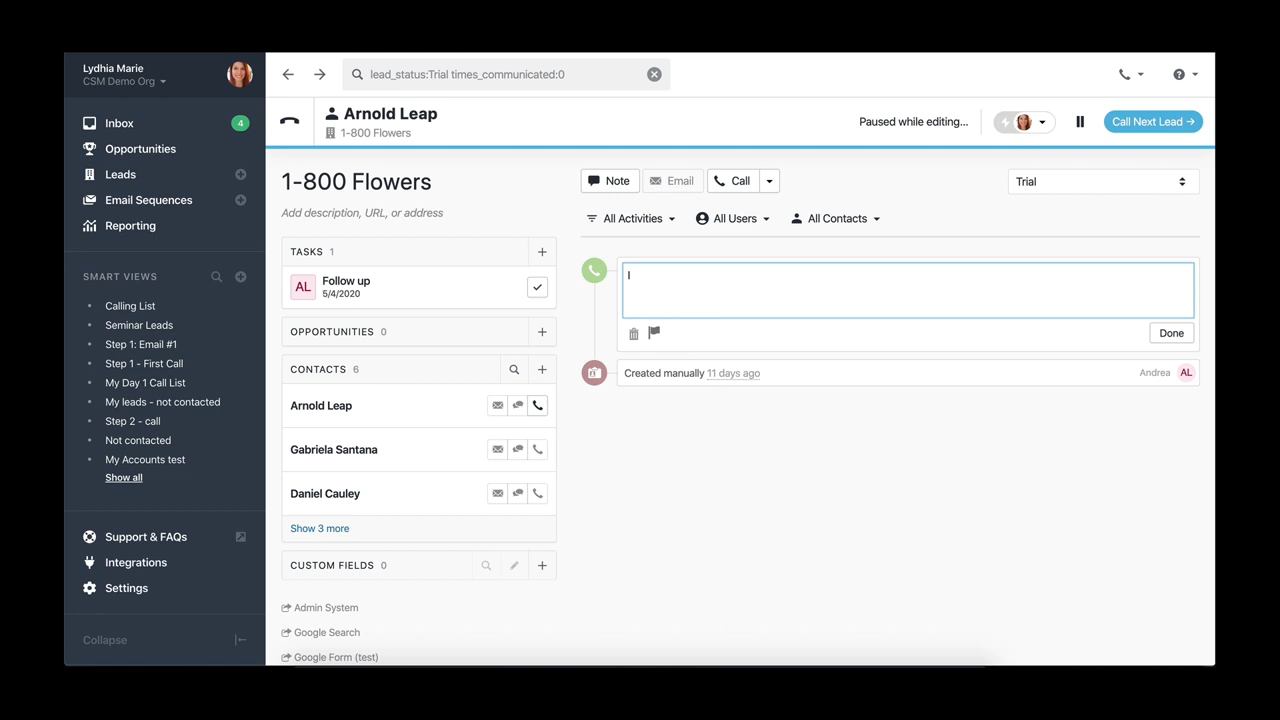 Lydhia Marie
CSM Demo Org
Inbox
4
Opportunities
Leads
Email Sequences
Reporting
SMART VIEWS
Calling List
Seminar Leads
Step 1: Email #1
Step 1 - First Call
My Day 1 Call List
My leads - not contacted
Step 2 - call
Not contacted
My Accounts test
Show all
Support & FAQs
Integrations
Settings
Collapse
lead_status:Trial times_communicated:0
Arnold Leap
1-800 Flowers
Paused while editing...
Call Next Lead →
1-800 Flowers
Add description, URL, or address
TASKS 1
AL
Follow up
5/4/2020
OPPORTUNITIES 0
CONTACTS 6
Arnold Leap
Gabriela Santana
Daniel Cauley
Show 3 more
CUSTOM FIELDS 0
Admin System
Google Search
Google Form (test)
Note
Email
Call
Trial
All Activities
All Users
All Contacts
Done
Created manually 11 days ago
Andrea
AL